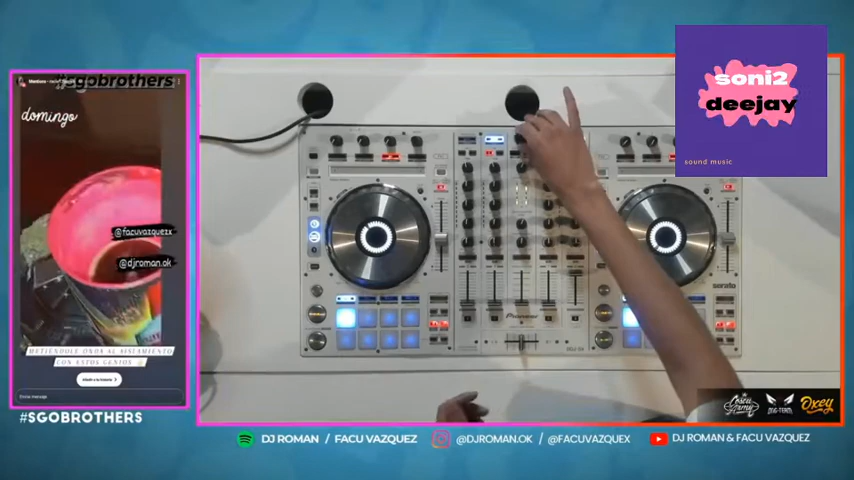 #sgobrothers
domingo
@facuvazquezx
@djroman.ok
METIENDOLE ONDA AL AISLAMIENTO
CON ESTOS GENIOS
#SGOBROTHERS
soni2
deejay
sound music
serato
Pioneer
Oxey
DJ ROMAN / FACU VAZQUEZ
@DJROMAN.OK / @FACUVAZQUEX
DJ ROMAN & FACU VAZQUEZ